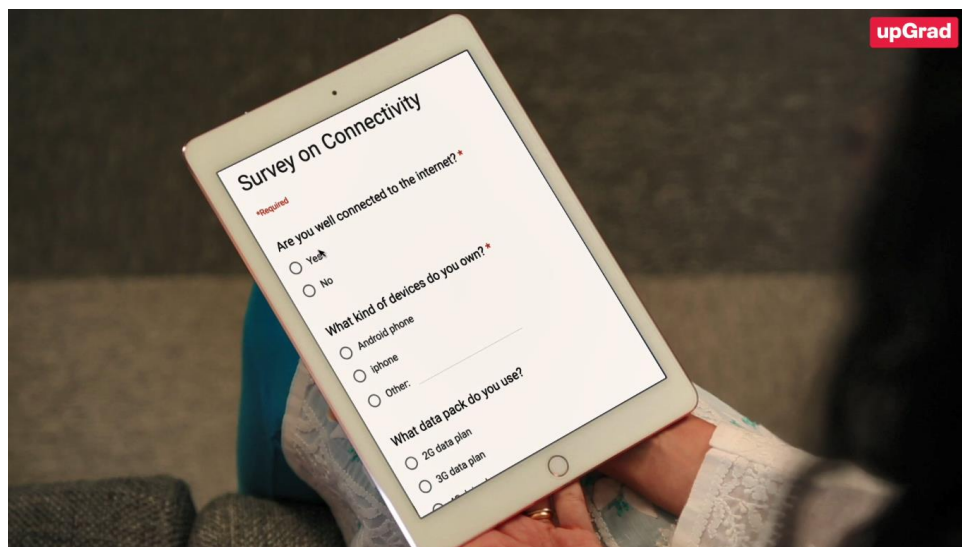 upGrad
Survey on Connectivity
*Required
Are you well connected to the internet? *
Yes
No
What kind of devices do you own? *
Android phone
iphone
Other:
What data pack do you use?
2G data plan
3G data plan